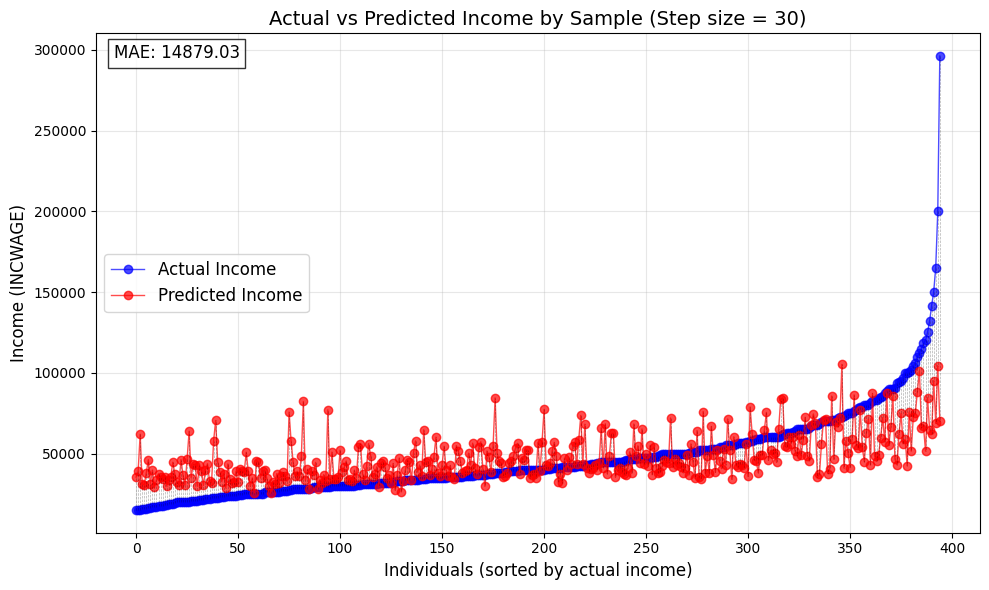 Actual vs Predicted Income by Sample (Step size = 30)
MAE: 14879.03
Income (INCWAGE)
300000
250000
200000
150000
100000
50000
Actual Income
Predicted Income
0 50 100 150 200 250 300 350 400
Individuals (sorted by actual income)